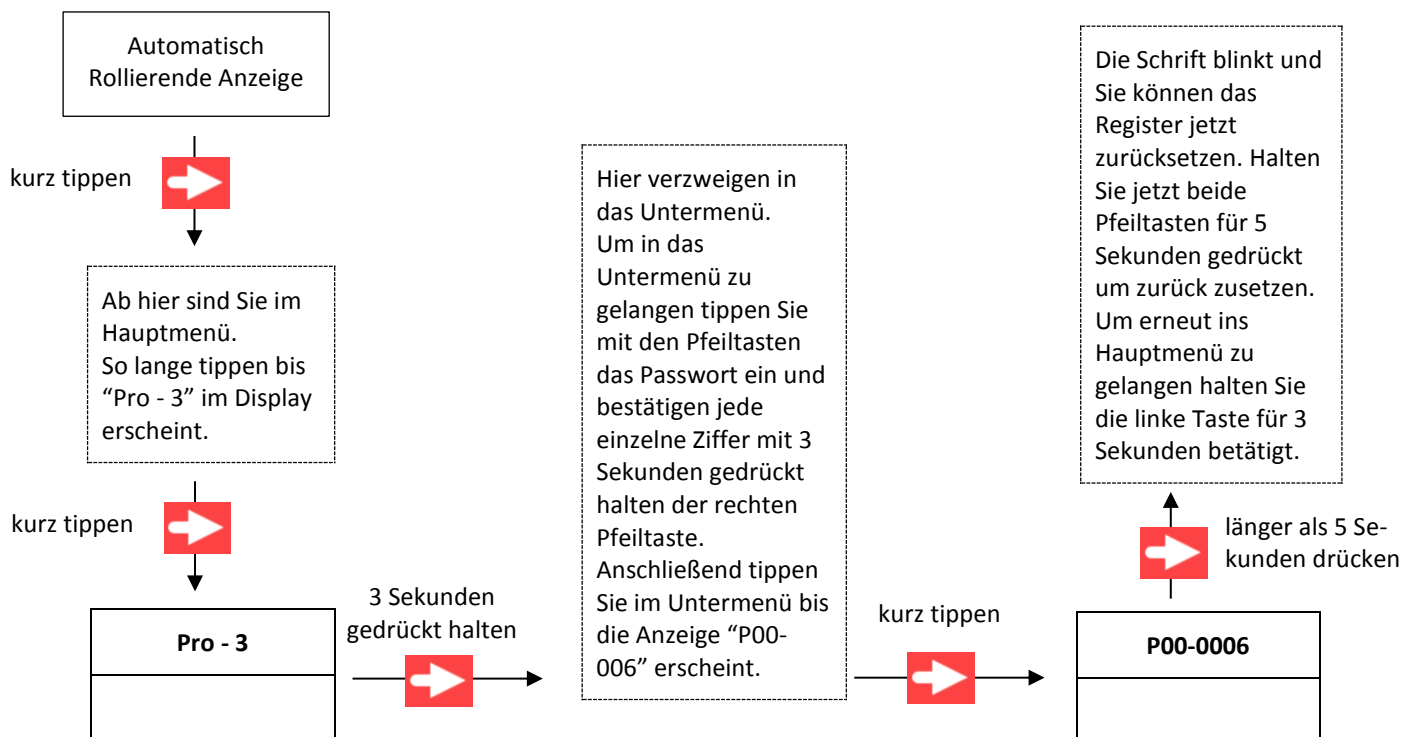 Automatisch
Rollierende Anzeige
kurz tippen
Ab hier sind Sie im
Hauptmenü.
So lange tippen bis
“Pro - 3” im Display
erscheint.
kurz tippen
Pro - 3
3 Sekunden
gedrückt halten
Hier verzweigen in
das Untermenü.
Um in das
Untermenü zu
gelangen tippen Sie
mit den Pfeiltasten
das Passwort ein und
bestätigen jede
einzelne Ziffer mit 3
Sekunden gedrückt
halten der rechten
Pfeiltaste.
Anschließend tippen
Sie im Untermenü bis
die Anzeige “P00-
006” erscheint.
kurz tippen
P00-0006
länger als 5 Se-
kunden drücken
Die Schrift blinkt und
Sie können das
Register jetzt
zurücksetzen. Halten
Sie jetzt beide
Pfeiltasten für 5
Sekunden gedrückt
um zurück zusetzen.
Um erneut ins
Hauptmenü zu
gelangen halten Sie
die linke Taste für 3
Sekunden betätigt.